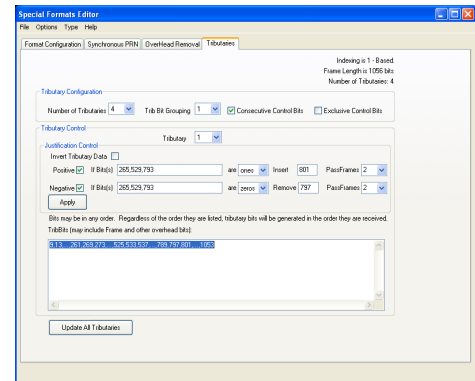 Special Formats Editor
File Options Type Help
Format Configuration Synchronous PRN OverHead Removal Tributaries
Indexing is 1 - Based.
Frame Length is 1056 bits
Number of Tributaries: 4
Tributary Configuration
Number of Tributaries 4 Trib Bit Grouping 1 Consecutive Control Bits Exclusive Control Bits
Tributary Control
Tributary 1
Justification Control
Invert Tributary Data
Positive If Bits(s) 265,529,793 are ones Insert 801 PassFrames 2
Negative If Bits(s) 265,529,793 are zeros Remove 797 PassFrames 2
Apply
Bits may be in any order. Regardless of the order they are listed, tributary bits will be generated in the order they are received.
TribBits (may include Frame and other overhead bits):
9,13,..,261,269,273,..,525,533,537,..,789,797,801,..,1053
Update All Tributaries